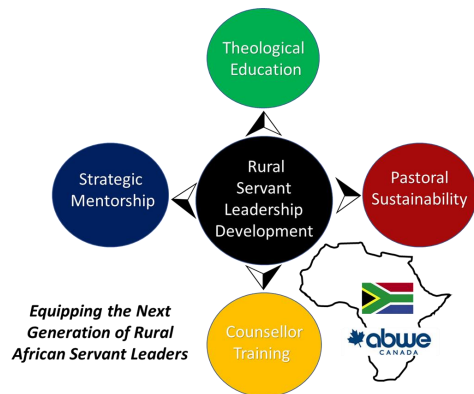 Theological
Education
Strategic
Mentorship
Rural
Servant
Leadership
Development
Pastoral
Sustainability
Equipping the Next
Generation of Rural
African Servant Leaders
Counsellor
Training
abwe
CANADA